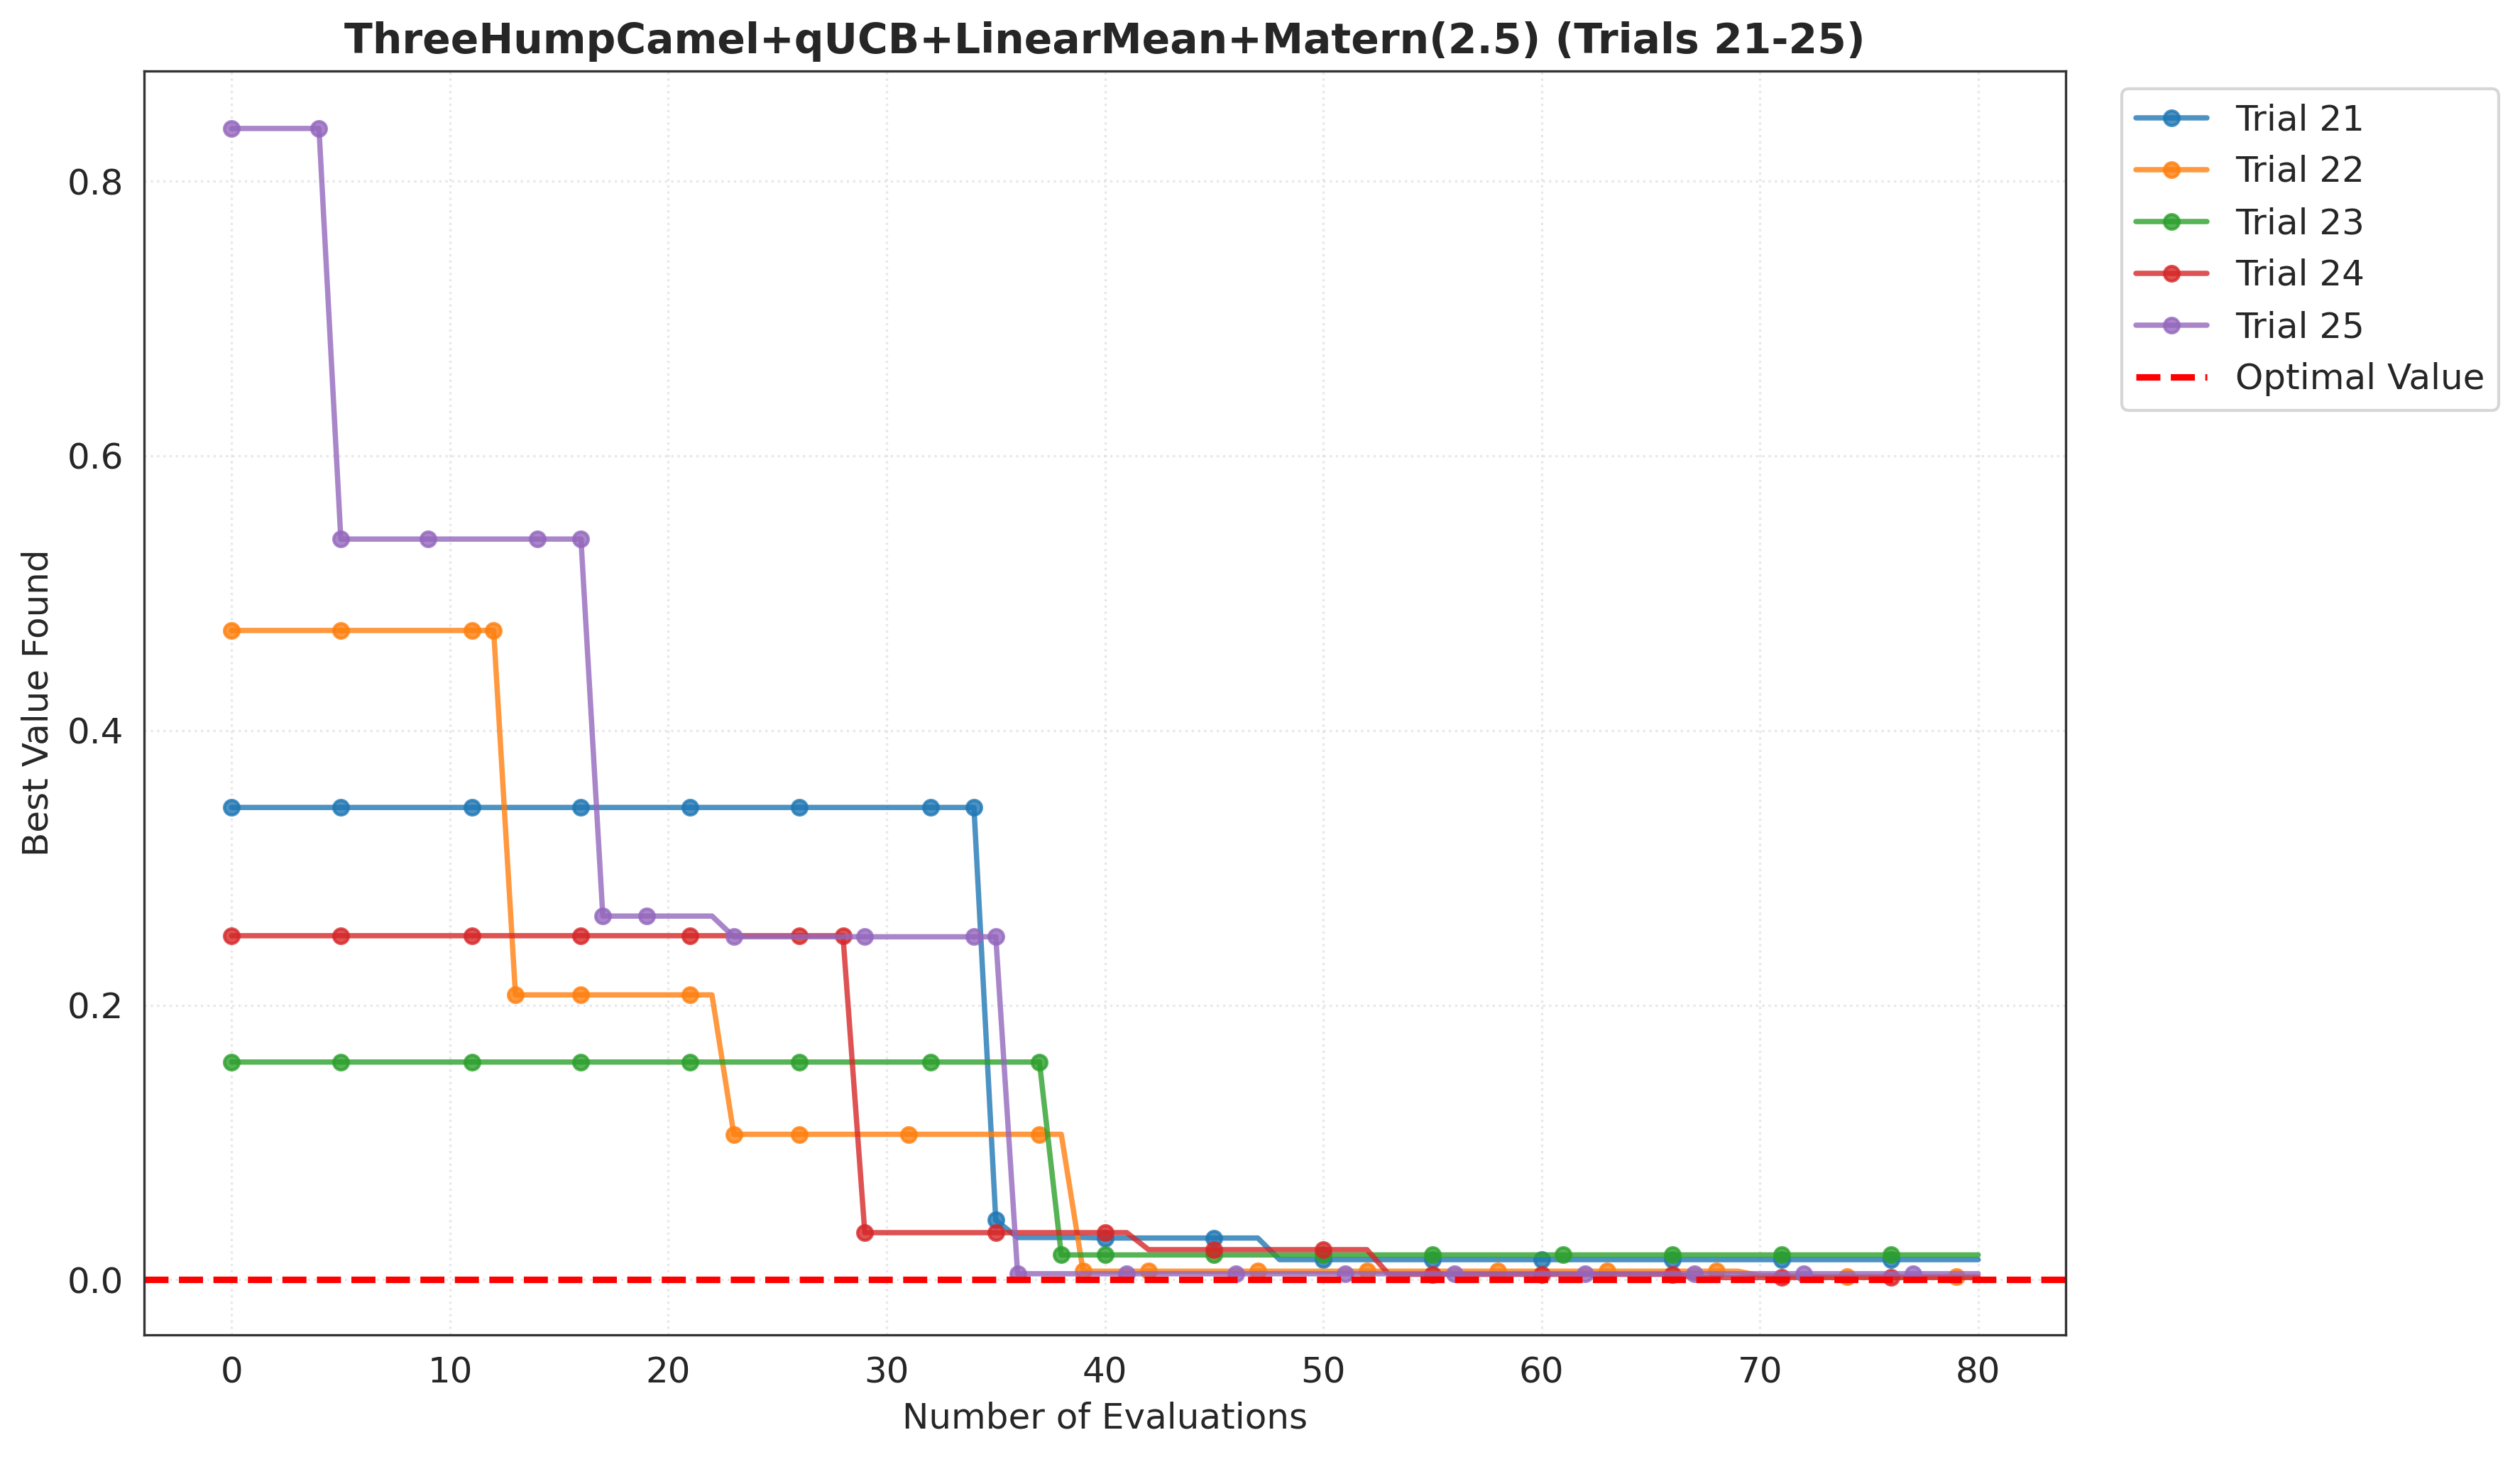 ThreeHumpCamel+qUCB+LinearMean+Matern(2.5) (Trials 21-25)
Best Value Found
0.8
0.6
0.4
0.2
0.0
0 10 20 30 40 50 60 70 80
Number of Evaluations
Trial 21
Trial 22
Trial 23
Trial 24
Trial 25
Optimal Value